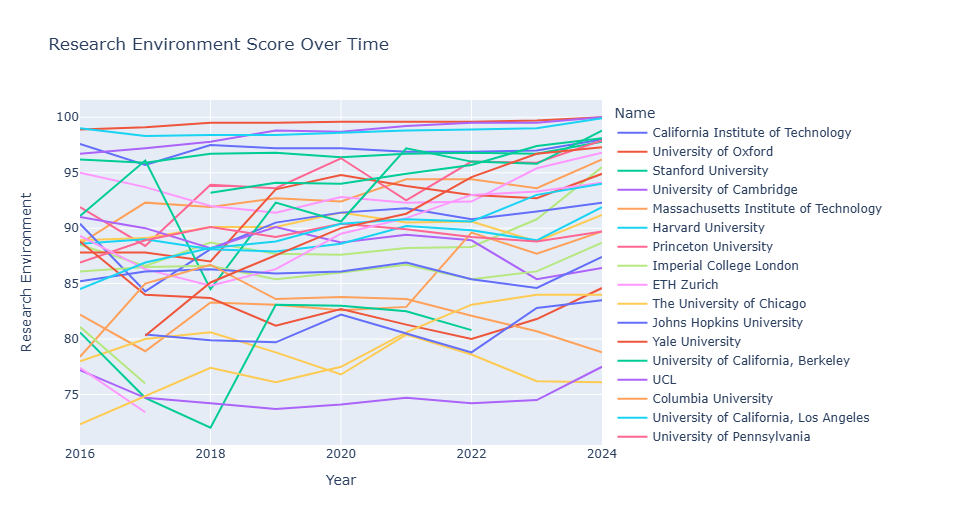 Research Environment Score Over Time
Name
California Institute of Technology
University of Oxford
Stanford University
University of Cambridge
Massachusetts Institute of Technology
Harvard University
Princeton University
Imperial College London
ETH Zurich
The University of Chicago
Johns Hopkins University
Yale University
University of California, Berkeley
UCL
Columbia University
University of California, Los Angeles
University of Pennsylvania
Research Environment
100
95
90
85
80
75
2016
2018
2020
2022
2024
Year